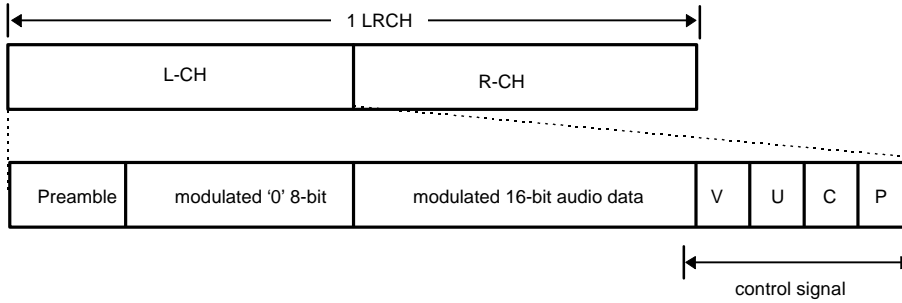 1 LRCH
L-CH
R-CH
Preamble
modulated '0' 8-bit
modulated 16-bit audio data
V
U
C
P
control signal